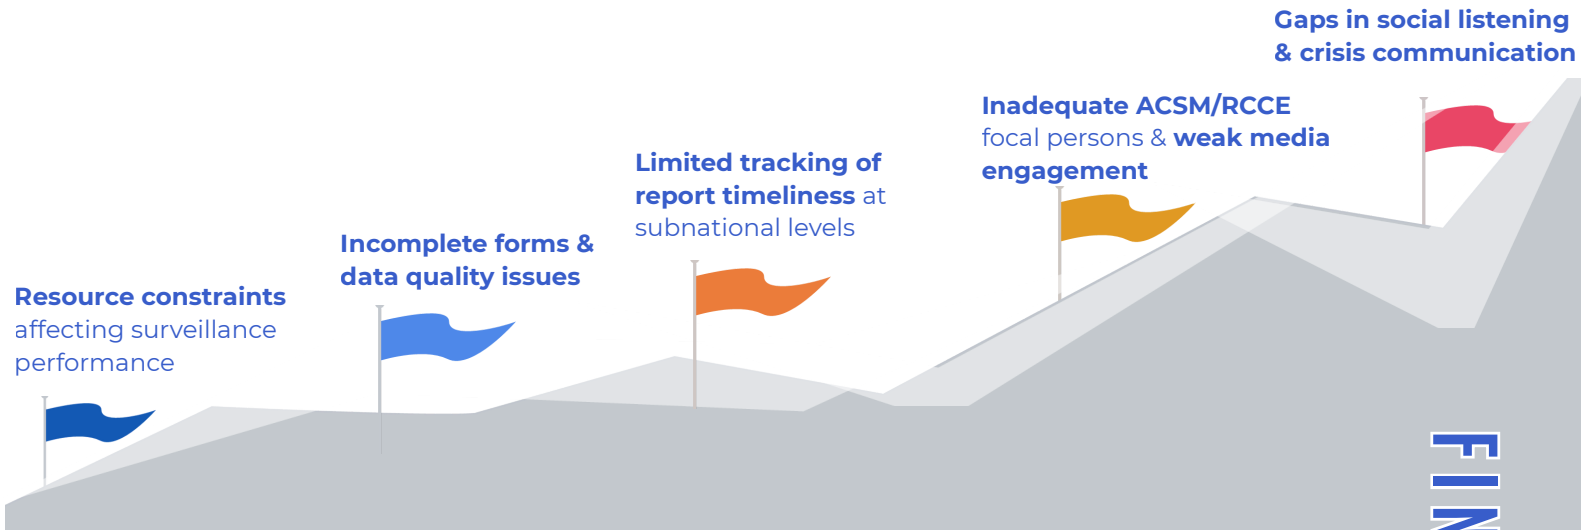 Resource constraints
affecting surveillance
performance
Incomplete forms &
data quality issues
Limited tracking of
report timeliness at
subnational levels
Inadequate ACSM/RCCE
focal persons & weak media
engagement
Gaps in social listening
& crisis communication
FIN